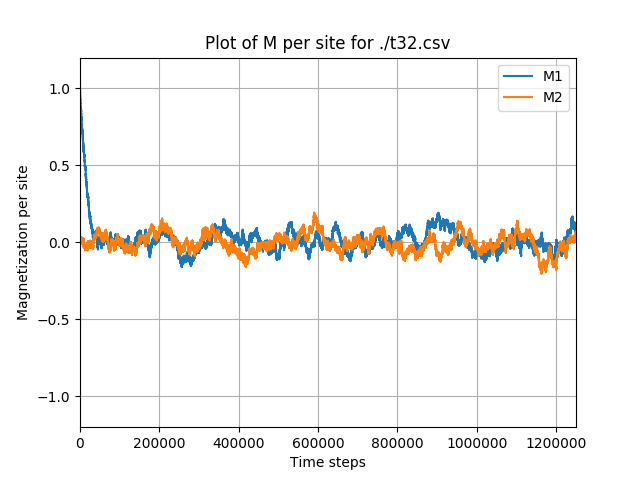 Plot of M per site for ./t32.csv
M1
M2
Magnetization per site
1.0
0.5
0.0
−0.5
−1.0
0 200000 400000 600000 800000 1000000 1200000
Time steps